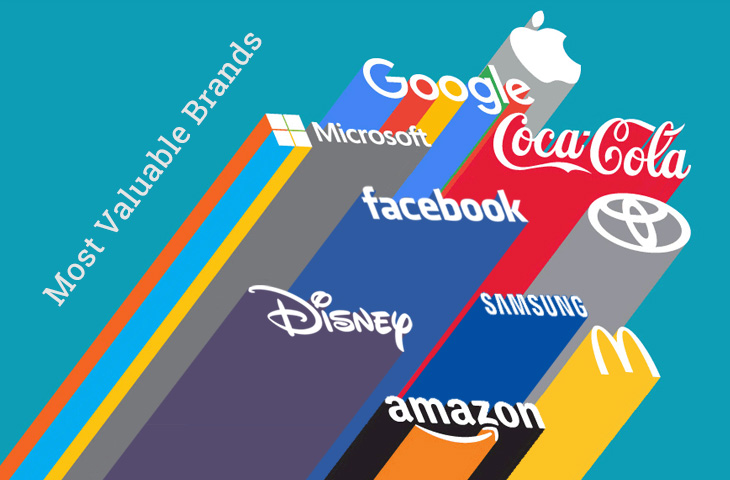 Most Valuable Brands
Google
Microsoft
Coca-Cola
facebook
Disney
SAMSUNG
amazon